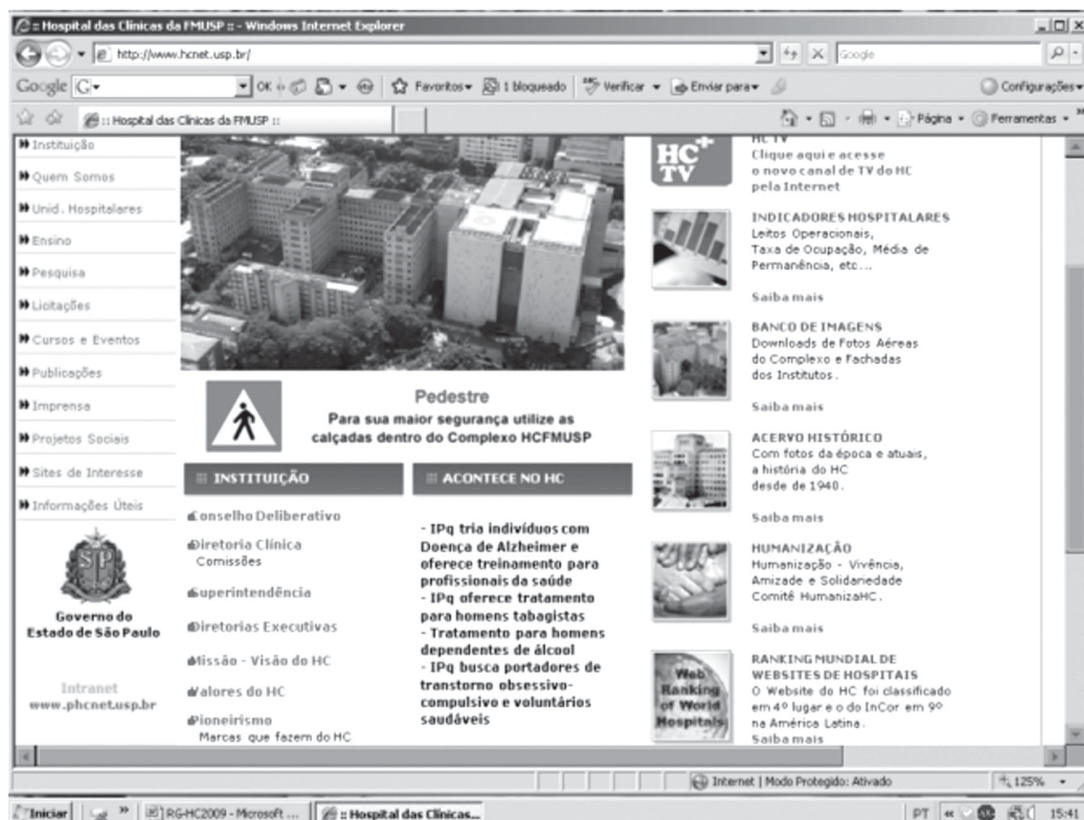 :: Hospital das Clínicas da FMUSP :: - Windows Internet Explorer
http://www.hcnet.usp.br/
Google
Google G
OK
Favoritos
1 bloqueado
Verificar
Enviar para
Configurações
:: Hospital das Clínicas da FMUSP ::
Página
Ferramentas
Instituição
Quem Somos
Unid. Hospitalares
Ensino
Pesquisa
Licitações
Cursos e Eventos
Publicações
Imprensa
Projetos Sociais
Sites de Interesse
Informações Úteis
SP
Governo do
Estado de São Paulo
Intranet
www.phcnet.usp.br
Pedestre
Para sua maior segurança utilize as
calçadas dentro do Complexo HCFMUSP
INSTITUIÇÃO
Conselho Deliberativo
Diretoria Clínica
Comissões
Superintendência
Diretorias Executivas
Missão - Visão do HC
Valores do HC
Pioneirismo
Marcas que fazem do HC
ACONTECE NO HC
- IPq tria indivíduos com
Doença de Alzheimer e
oferece treinamento para
profissionais da saúde
- IPq oferece tratamento
para homens tabagistas
- Tratamento para homens
dependentes de álcool
- IPq busca portadores de
transtorno obsessivo-
compulsivo e voluntários
saudáveis
HC+
TV
HC TV
Clique aqui e acesse
o novo canal de TV do HC
pela Internet
INDICADORES HOSPITALARES
Leitos Operacionais,
Taxa de Ocupação, Média de
Permanência, etc...
Saiba mais
BANCO DE IMAGENS
Downloads de Fotos Aéreas
do Complexo e Fachadas
dos Institutos.
Saiba mais
ACERVO HISTÓRICO
Com fotos da época e atuais,
a história do HC
desde de 1940.
Saiba mais
HUMANIZAÇÃO
Humanização - Vivência,
Amizade e Solidariedade
Comitê HumanizaHC.
Saiba mais
Web
Ranking
of World
Hospitals
RANKING MUNDIAL DE
WEBSITES DE HOSPITAIS
O Website do HC foi classificado
em 4º lugar e o do InCor em 9º
na América Latina.
Saiba mais
Internet | Modo Protegido: Ativado
125%
Iniciar
RG-HC2009 - Microsoft ...
:: Hospital das Clínicas...
PT
15:41